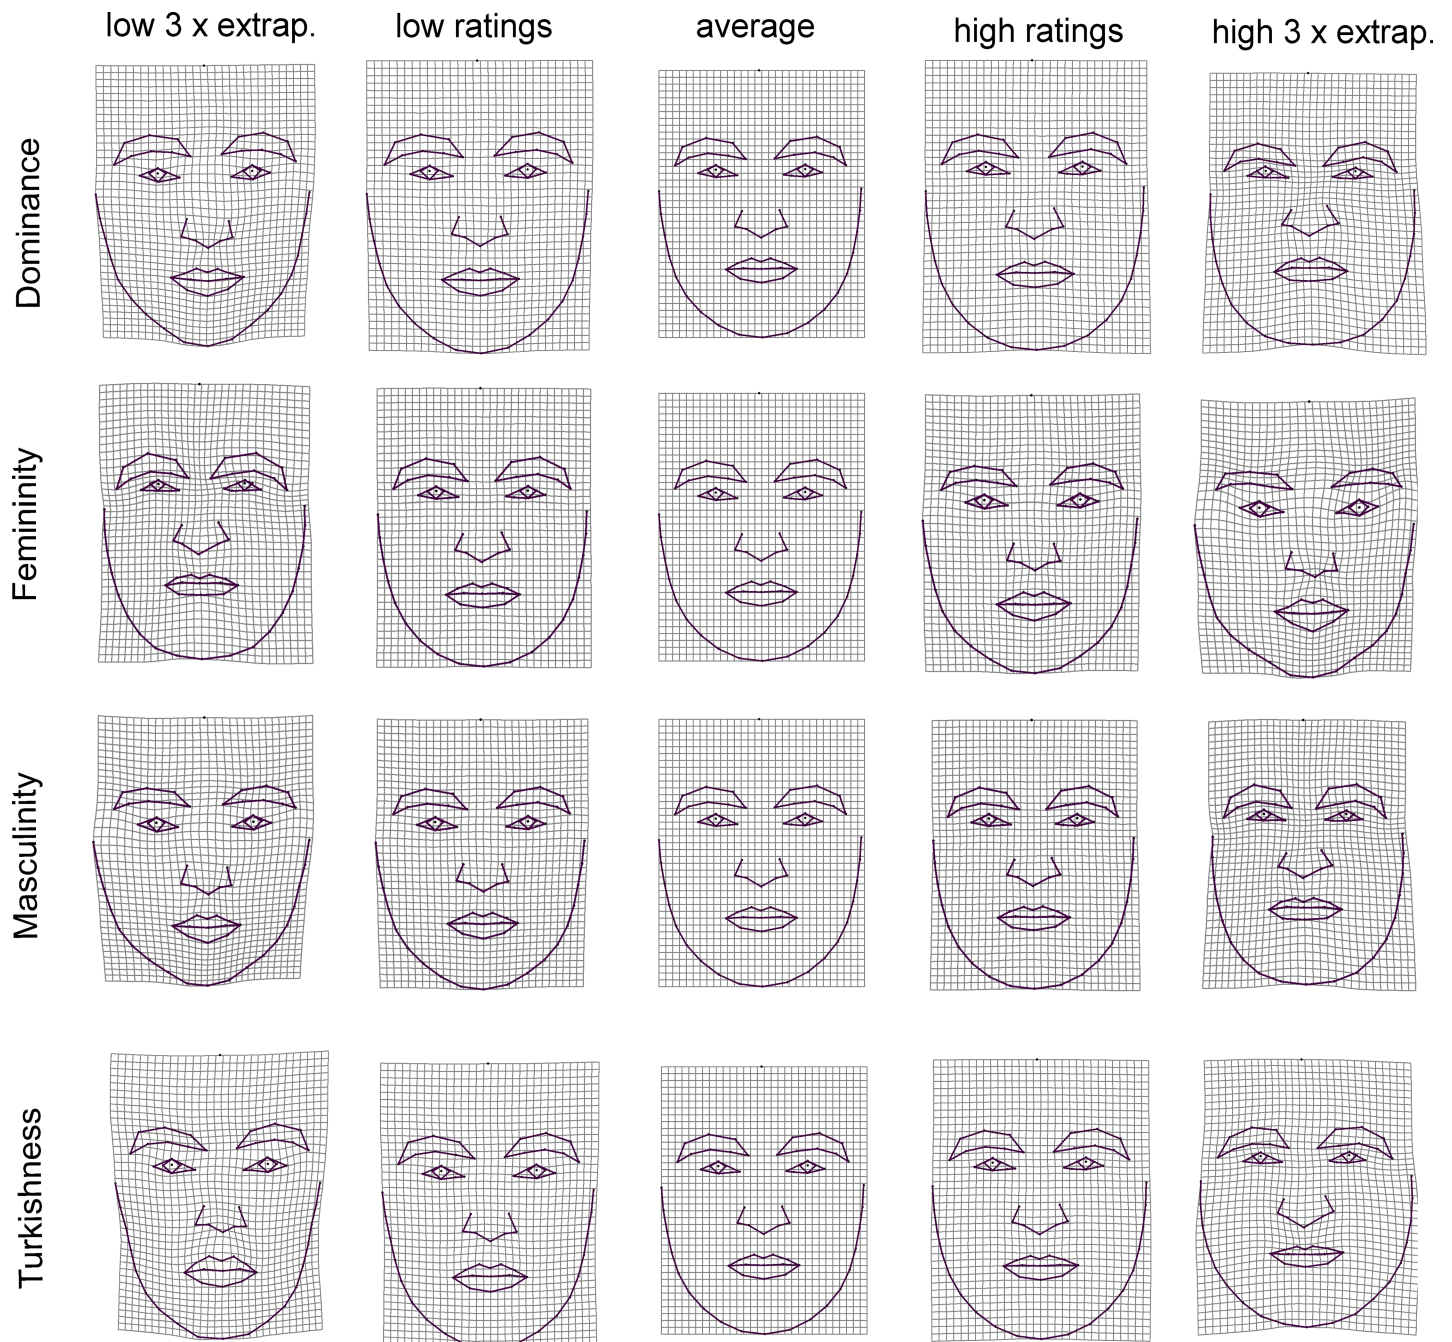 low 3 x extrap. low ratings average high ratings high 3 x extrap.
Dominance
Femininity
Masculinity
Turkishness